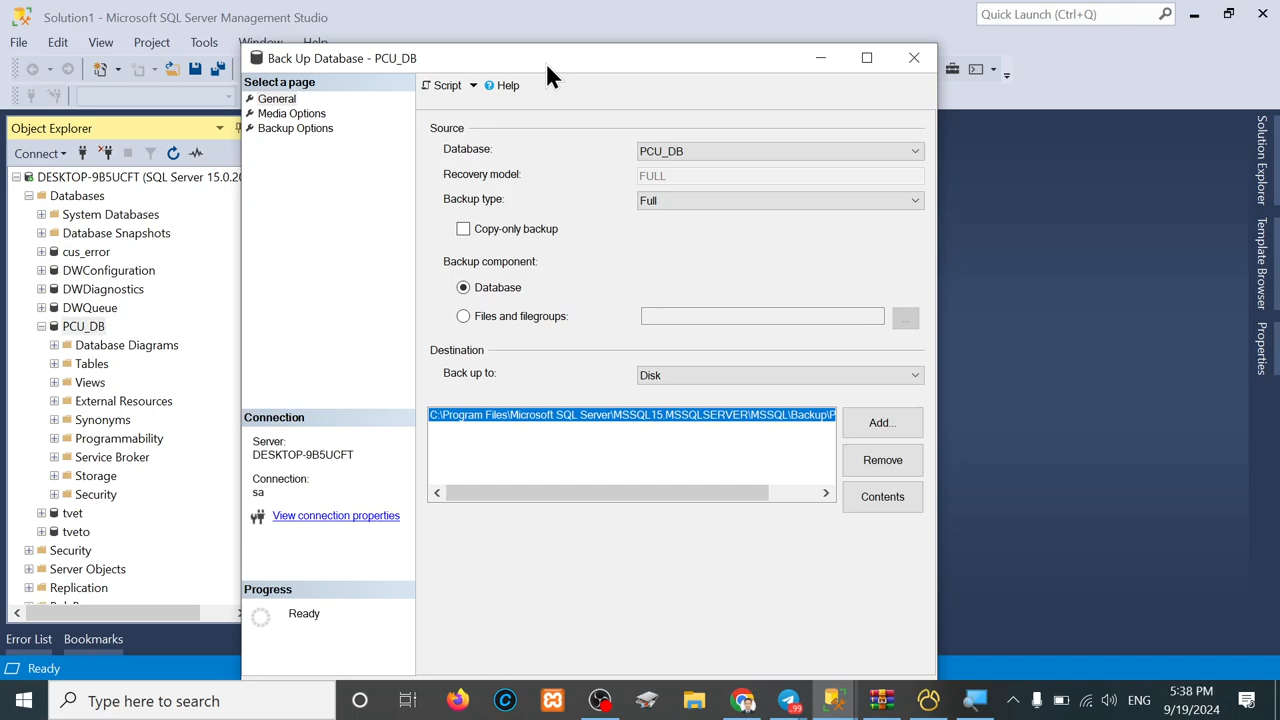 Solution1 - Microsoft SQL Server Management Studio
Quick Launch (Ctrl+Q)
File Edit View Project Tools Window Help
Back Up Database - PCU_DB
Select a page
General
Media Options
Backup Options
Script Help
Source
Database: PCU_DB
Recovery model: FULL
Backup type: Full
Copy-only backup
Backup component:
Database
Files and filegroups:
...
Destination
Back up to: Disk
C:\Program Files\Microsoft SQL Server\MSSQL15.MSSQLSERVER\MSSQL\Backup\P
Add...
Remove
Contents
Connection
Server:
DESKTOP-9B5UCFT
Connection:
sa
View connection properties
Progress
Ready
Object Explorer
Connect
DESKTOP-9B5UCFT (SQL Server 15.0.20
Databases
System Databases
Database Snapshots
cus_error
DWConfiguration
DWDiagnostics
DWQueue
PCU_DB
Database Diagrams
Tables
Views
External Resources
Synonyms
Programmability
Service Broker
Storage
Security
tvet
tveto
Security
Server Objects
Replication
Error List Bookmarks
Ready
Solution Explorer
Template Browser
Properties
Type here to search
99
ENG
5:38 PM
9/19/2024